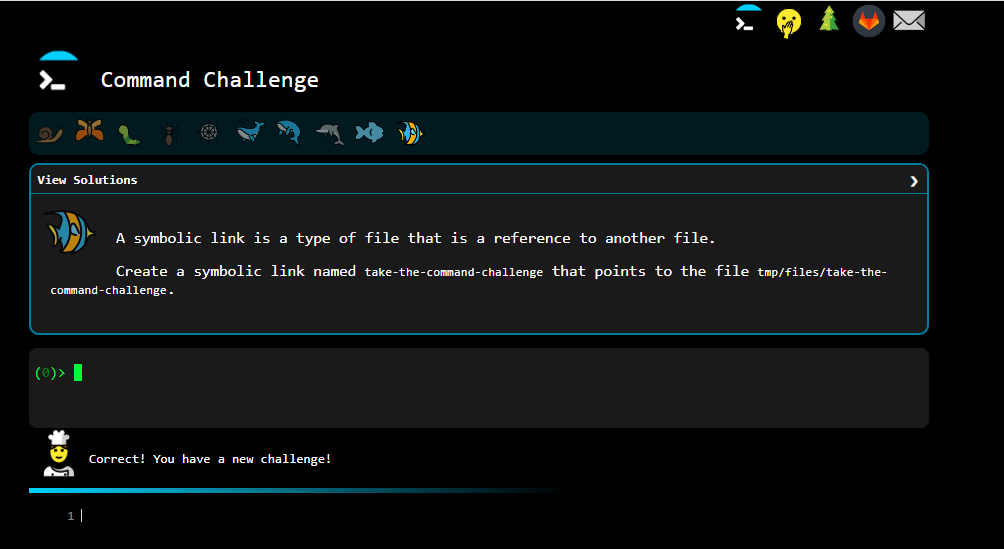 Command Challenge
View Solutions
A symbolic link is a type of file that is a reference to another file.
Create a symbolic link named take-the-command-challenge that points to the file tmp/files/take-the-
command-challenge.
(0)>
Correct! You have a new challenge!
1